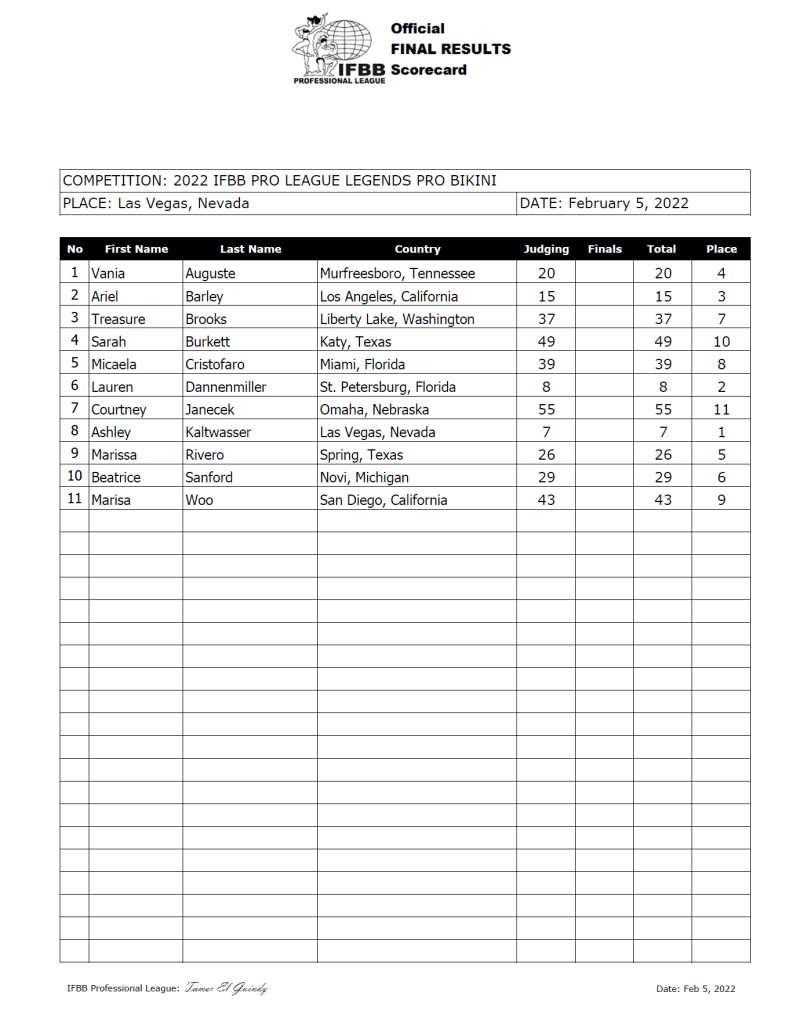 Official
FINAL RESULTS
IFBB Scorecard
PROFESSIONAL LEAGUE
COMPETITION: 2022 IFBB PRO LEAGUE LEGENDS PRO BIKINI
PLACE: Las Vegas, Nevada DATE: February 5, 2022
No First Name Last Name Country Judging Finals Total Place
1 Vania Auguste Murfreesboro, Tennessee 20 20 4
2 Ariel Barley Los Angeles, California 15 15 3
3 Treasure Brooks Liberty Lake, Washington 37 37 7
4 Sarah Burkett Katy, Texas 49 49 10
5 Micaela Cristofaro Miami, Florida 39 39 8
6 Lauren Dannenmiller St. Petersburg, Florida 8 8 2
7 Courtney Janecek Omaha, Nebraska 55 55 11
8 Ashley Kaltwasser Las Vegas, Nevada 7 7 1
9 Marissa Rivero Spring, Texas 26 26 5
10 Beatrice Sanford Novi, Michigan 29 29 6
11 Marisa Woo San Diego, California 43 43 9
IFBB Professional League: Tamer El Guindy Date: Feb 5, 2022